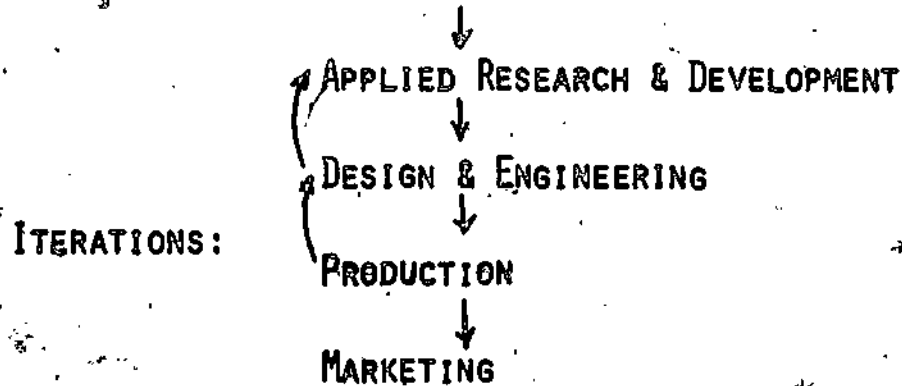 APPLIED RESEARCH & DEVELOPMENT
DESIGN & ENGINEERING
ITERATIONS:
PRODUCTION
MARKETING